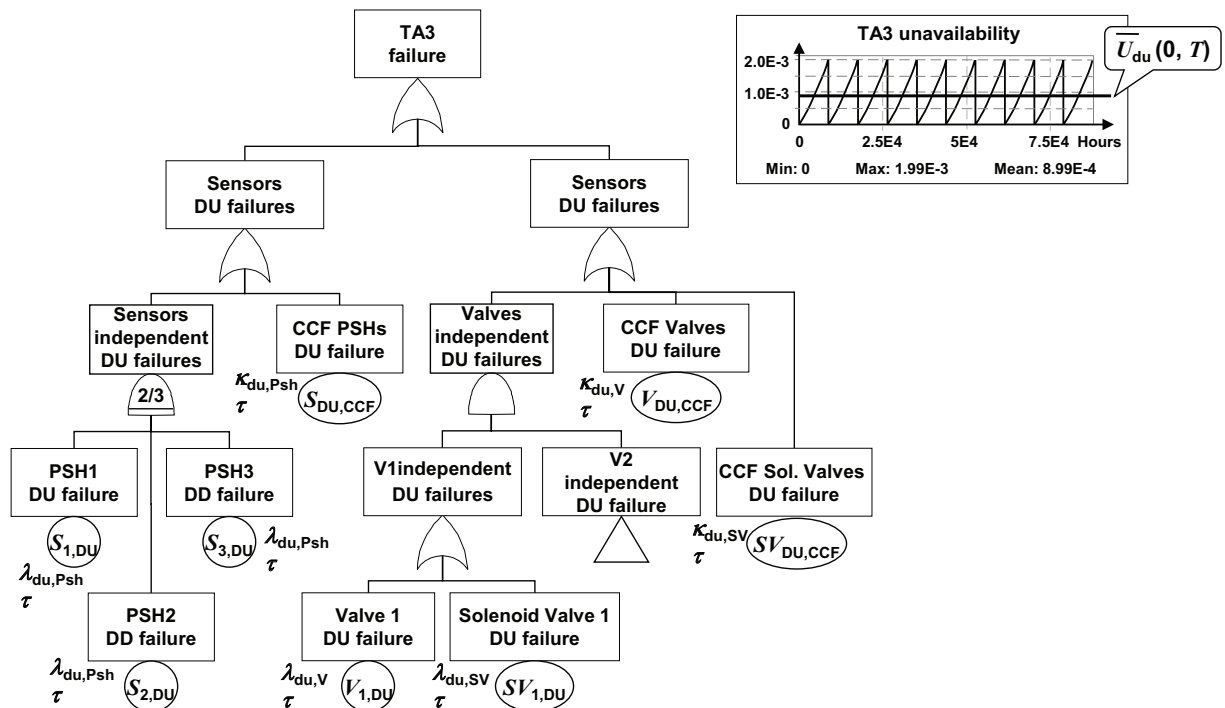 TA3
failure
TA3 unavailability
U̅du (0, T)
2.0E-3
1.0E-3
0
0
2.5E4
5E4
7.5E4
Hours
Min: 0
Max: 1.99E-3
Mean: 8.99E-4
Sensors
DU failures
Sensors
DU failures
Sensors
independent
DU failures
CCF PSHs
DU failure
κdu,Psh
τ
SDU,CCF
Valves
independent
DU failures
CCF Valves
DU failure
κdu,V
τ
VDU,CCF
2/3
PSH1
DU failure
S1,DU
λdu,Psh
τ
PSH3
DD failure
S3,DU
λdu,Psh
τ
V1independent
DU failures
V2
independent
DU failure
CCF Sol. Valves
DU failure
κdu,SV
τ
SVDU,CCF
PSH2
DD failure
λdu,Psh
τ
S2,DU
Valve 1
DU failure
λdu,V
τ
V1,DU
Solenoid Valve 1
DU failure
λdu,SV
τ
SV1,DU